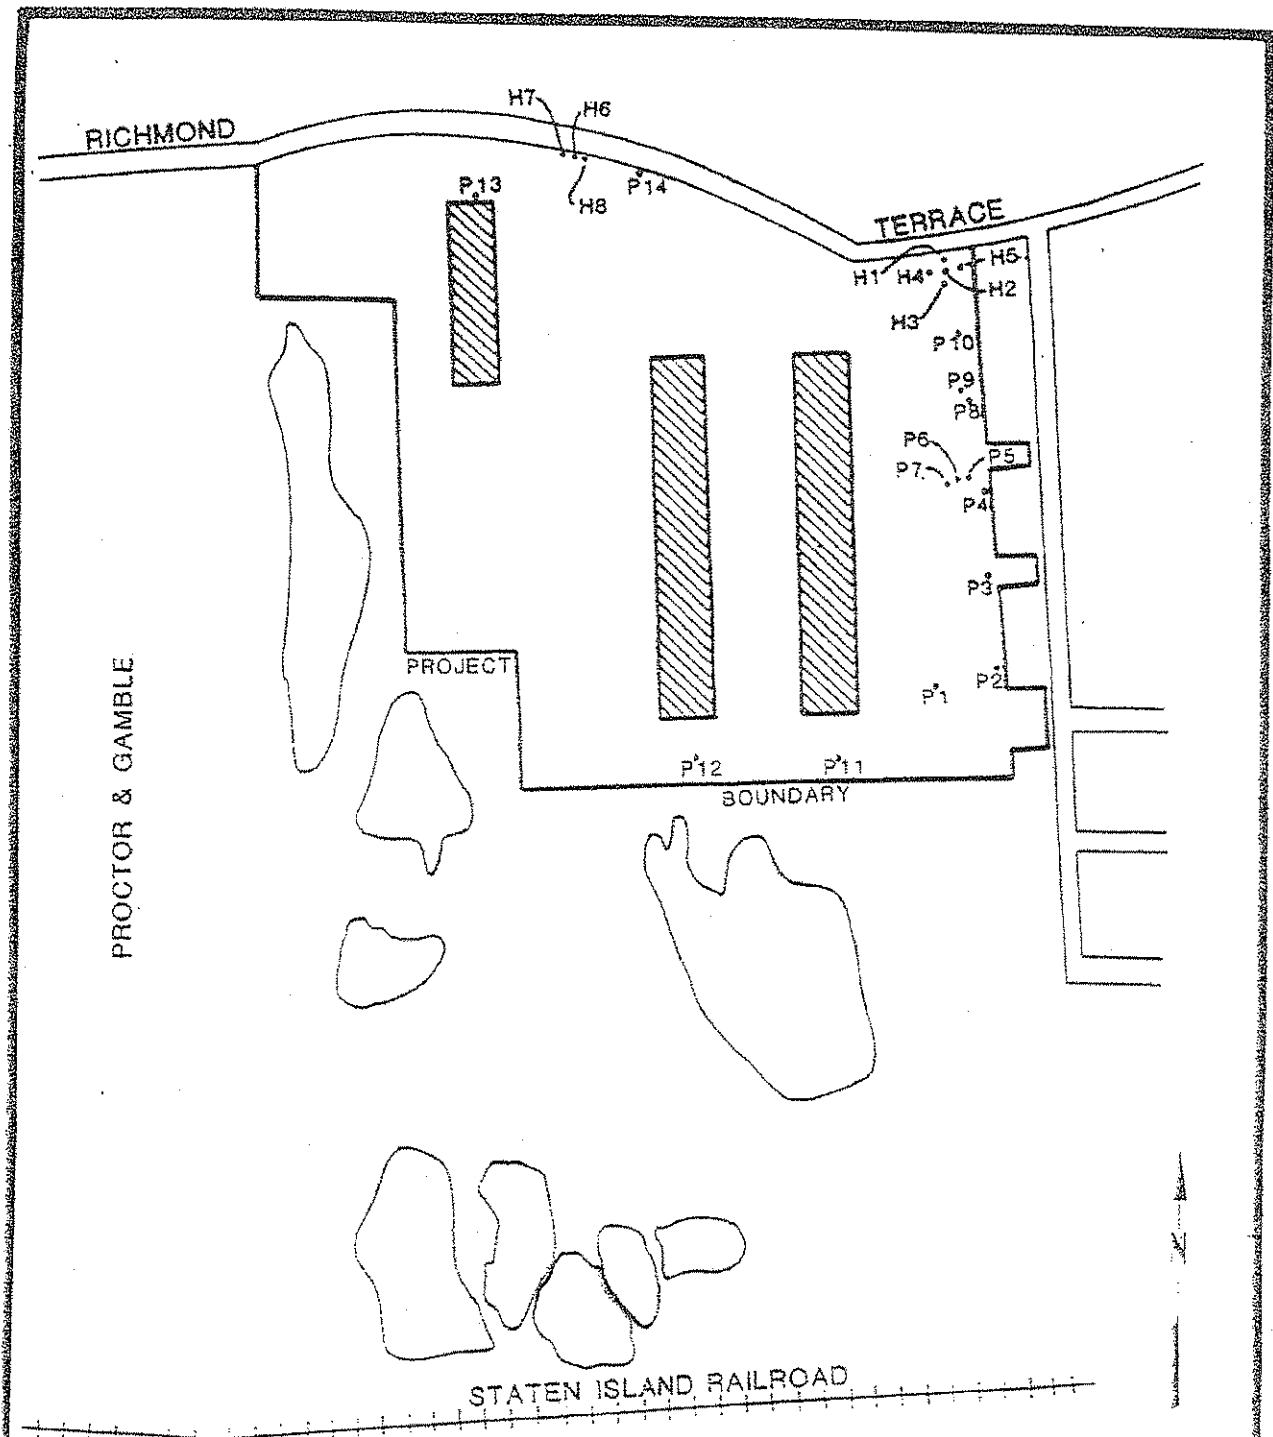 H7
H6
RICHMOND
P13
P14
H8
TERRACE
H1
H4
H5
H2
H3
P10
P9
P8
P6
P5
P7
P4
P3
PROJECT
P2
P1
PROCTOR & GAMBLE
P12
P11
BOUNDARY
N
STATEN ISLAND RAILROAD